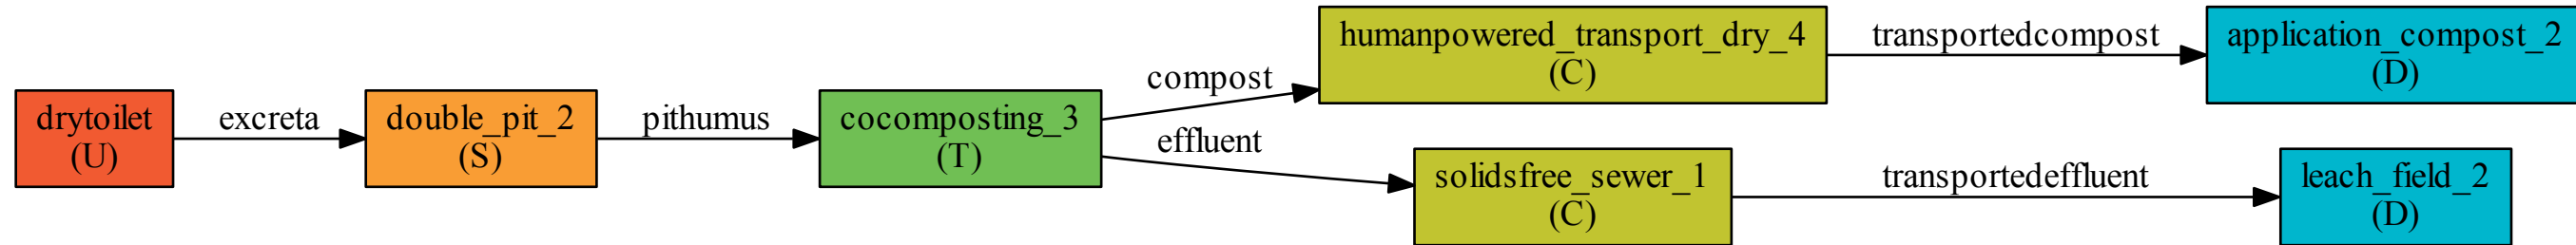 drytoilet
(U)
excreta
double_pit_2
(S)
pithumus
cocomposting_3
(T)
compost
effluent
humanpowered_transport_dry_4
(C)
transportedcompost
application_compost_2
(D)
solidsfree_sewer_1
(C)
transportedeffluent
leach_field_2
(D)